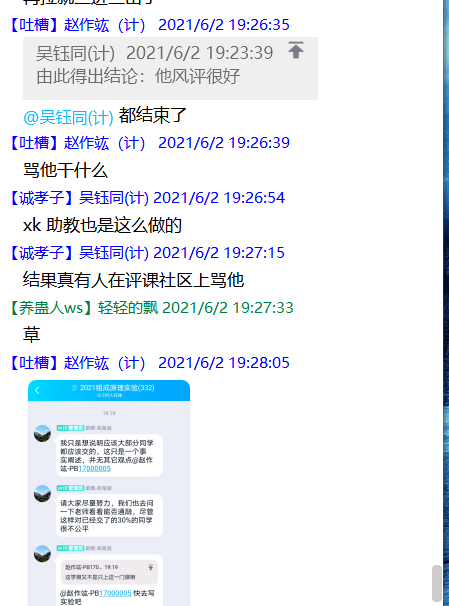 【吐槽】赵作竑（计） 2021/6/2 19:26:35
吴钰同(计) 2021/6/2 19:23:39
由此得出结论：他风评很好
@吴钰同(计) 都结束了
【吐槽】赵作竑（计） 2021/6/2 19:26:39
骂他干什么
【诚孝子】吴钰同(计) 2021/6/2 19:26:54
xk 助教也是这么做的
【诚孝子】吴钰同(计) 2021/6/2 19:27:15
结果真有人在评课社区上骂他
【养蛊人ws】轻轻的飘 2021/6/2 19:27:33
草
【吐槽】赵作竑（计） 2021/6/2 19:28:05
2021组成原理实验(332)
19:19
我只是想说明应该大部分同学
都应该交的，这只是一个事
实阐述，并无其它观点@赵作
竑-PB17000005
请大家尽量努力，我们也去问
一下老师看看能否通融，尽管
这样对已经交了的30%的同学
很不公平
赵作竑-PB170... 19:19
这学期又不是只上这一门课啊
@赵作竑-PB17000005 快去写
实验吧